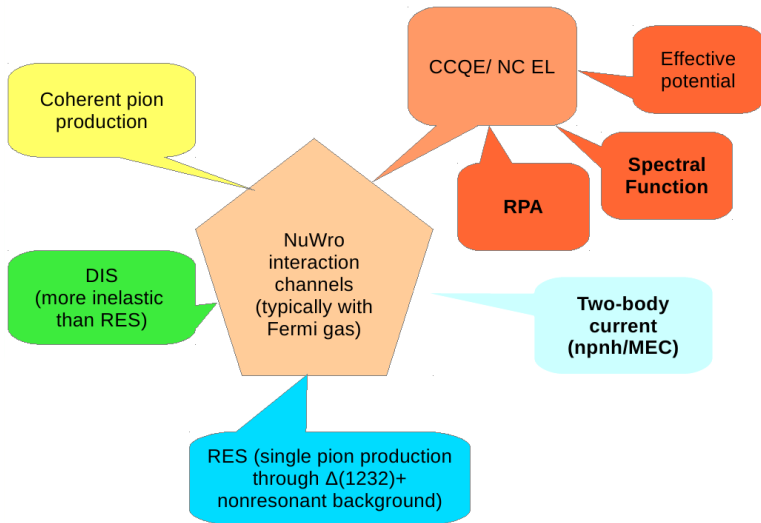 CCQE/ NC EL
Effective
potential
Coherent pion
production
Spectral
Function
RPA
NuWro
interaction
channels
(typically with
Fermi gas)
DIS
(more inelastic
than RES)
Two-body
current
(npnh/MEC)
RES (single pion production
through Δ(1232)+
nonresonant background)